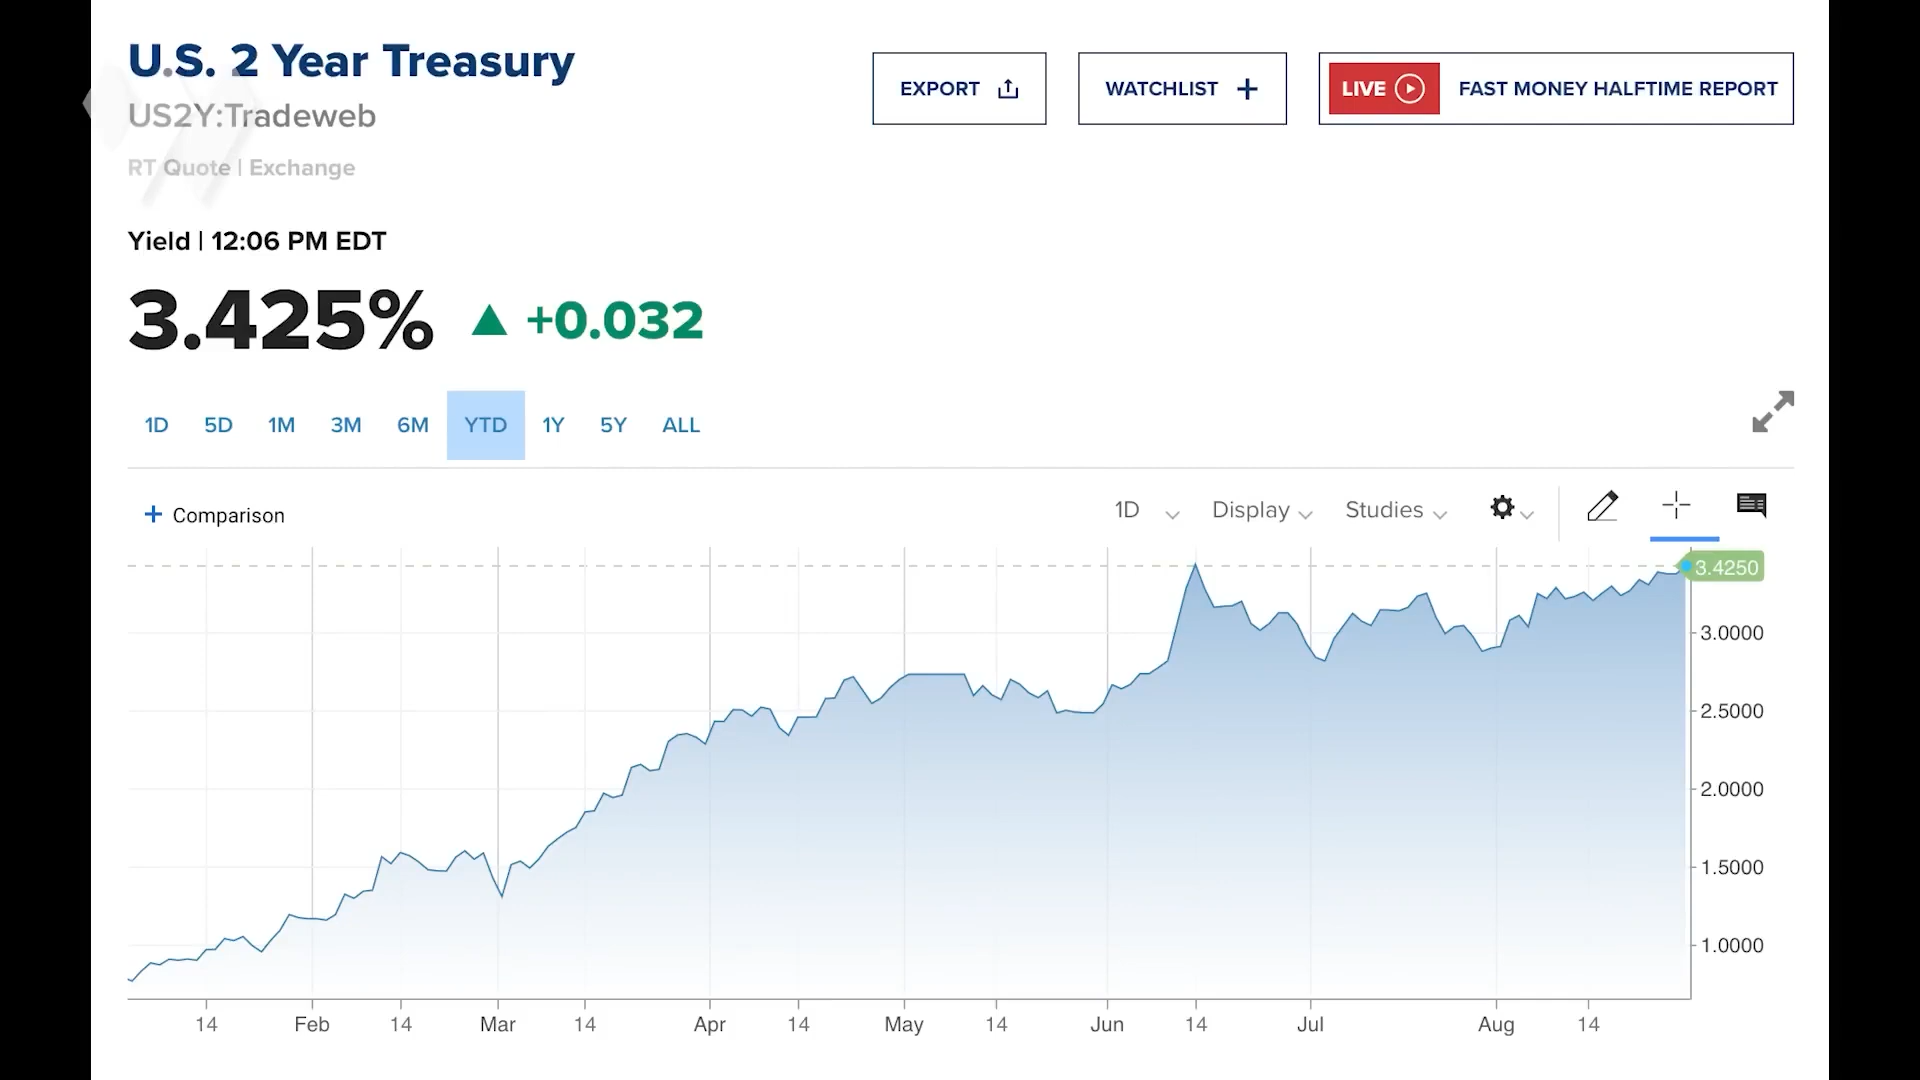 U.S. 2 Year Treasury
US2Y:Tradeweb
RT Quote | Exchange
EXPORT
WATCHLIST +
LIVE FAST MONEY HALFTIME REPORT
Yield | 12:06 PM EDT
3.425% ▲ +0.032
1D 5D 1M 3M 6M YTD 1Y 5Y ALL
+ Comparison
1D Display Studies
3.4250
3.0000
2.5000
2.0000
1.5000
1.0000
14 Feb 14 Mar 14 Apr 14 May 14 Jun 14 Jul Aug 14